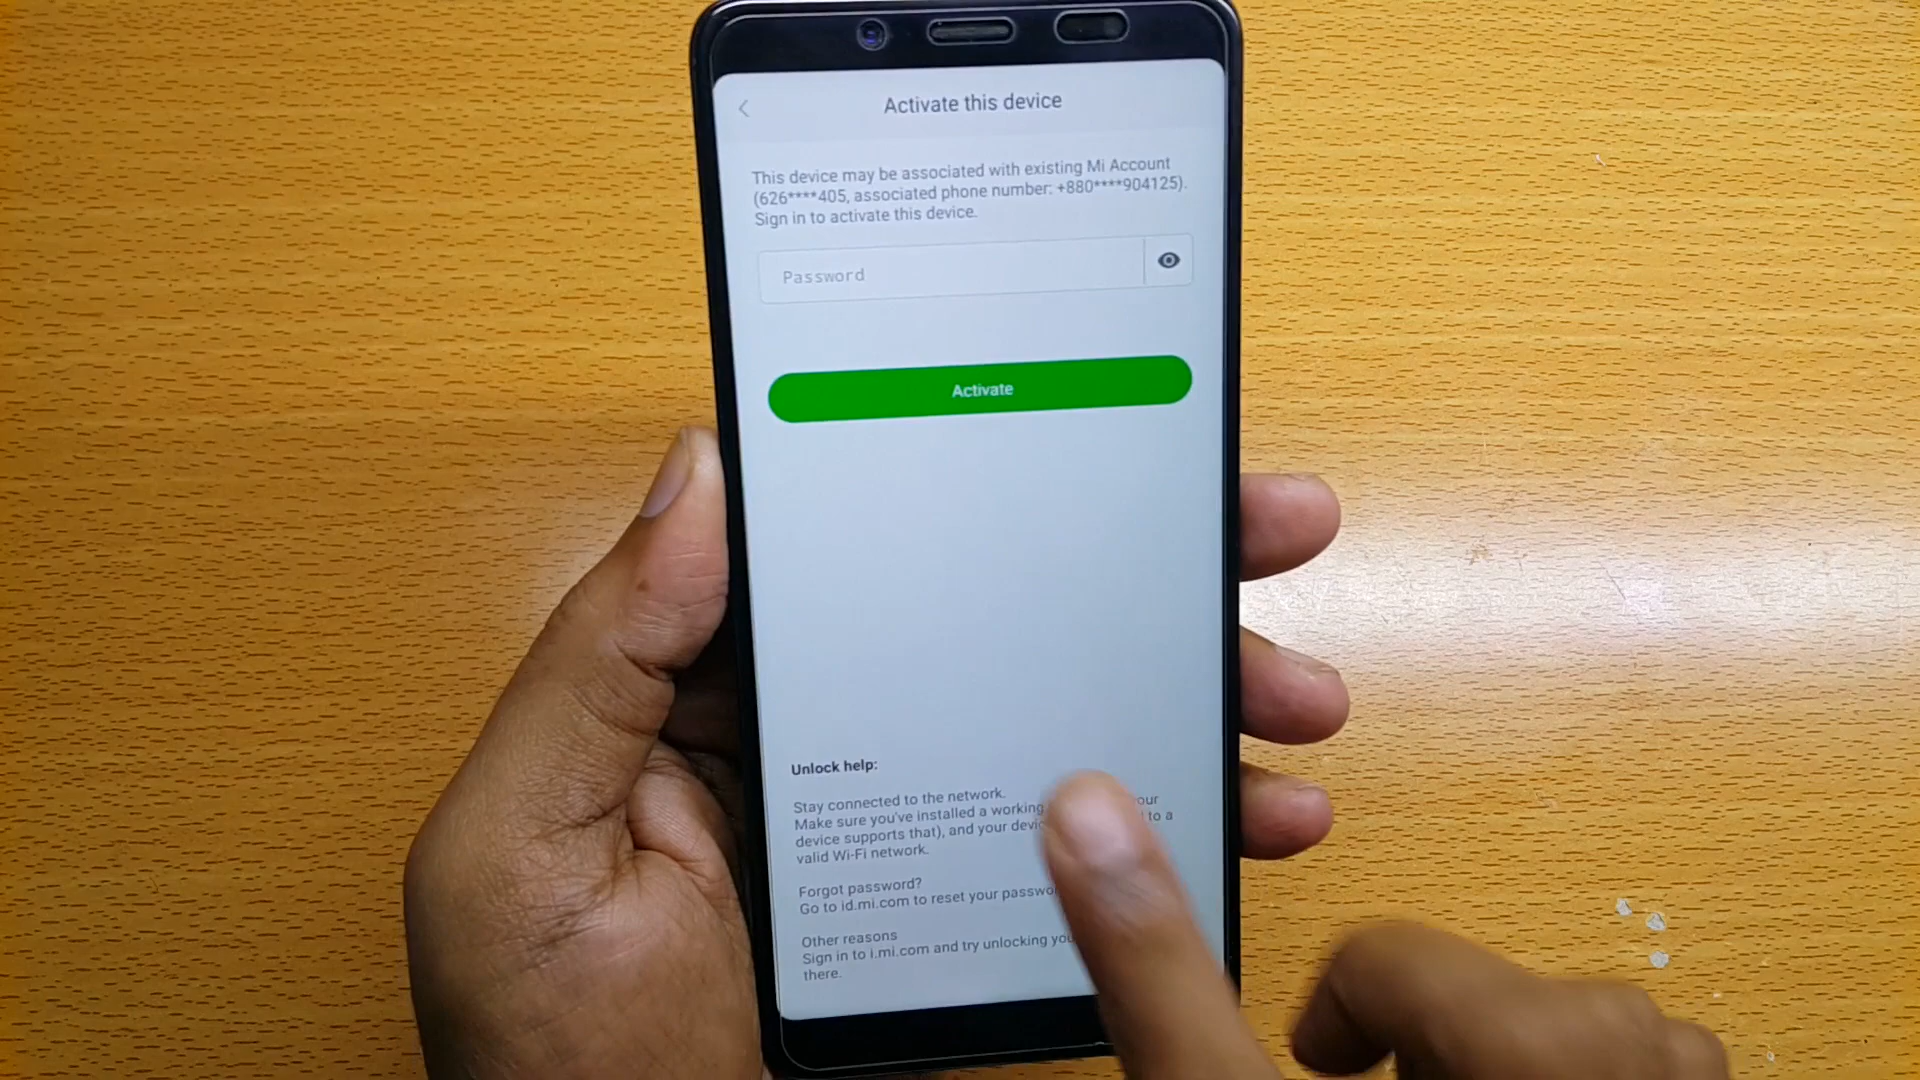 Activate this device
This device may be associated with existing Mi Account
(626****405, associated phone number: +880****904125).
Sign in to activate this device.
Password
Activate
Unlock help:
Stay connected to the network.
Make sure you've installed a working our
device supports that), and your to a
valid Wi-Fi network.
Forgot password?
Go to id.mi.com to reset your
Other reasons
Sign in to i.mi.com and try unlocking
there.